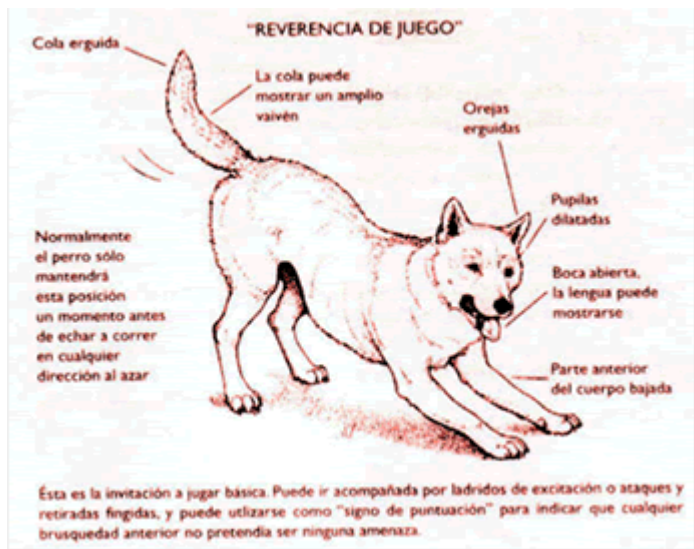 "REVERENCIA DE JUEGO"
Cola erguida
La cola puede
mostrar un amplio
vaivén
Orejas
erguidas
Pupilas
dilatadas
Boca abierta,
la lengua puede
mostrarse
Parte anterior
del cuerpo bajada
Normalmente
el perro sólo
mantendrá
esta posición
un momento antes
de echar a correr
en cualquier
dirección al azar
Ésta es la invitación a jugar básica. Puede ir acompañada por ladridos de excitación o ataques y
retiradas fingidas, y puede utlizarse como "signo de puntuación" para indicar que cualquier
brusquedad anterior no pretendía ser ninguna amenaza.